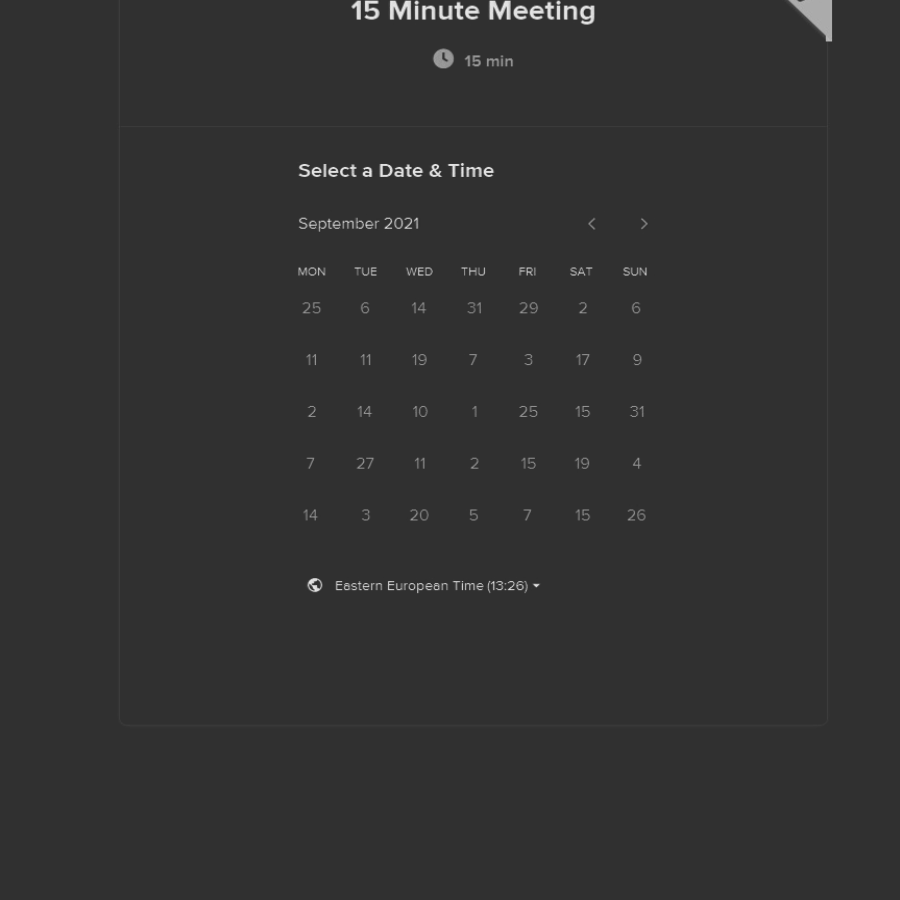 15 Minute Meeting
15 min
Select a Date & Time
September 2021
MON TUE WED THU FRI SAT SUN
25 6 14 31 29 2 6
11 11 19 7 3 17 9
2 14 10 1 25 15 31
7 27 11 2 15 19 4
14 3 20 5 7 15 26
Eastern European Time (13:26)